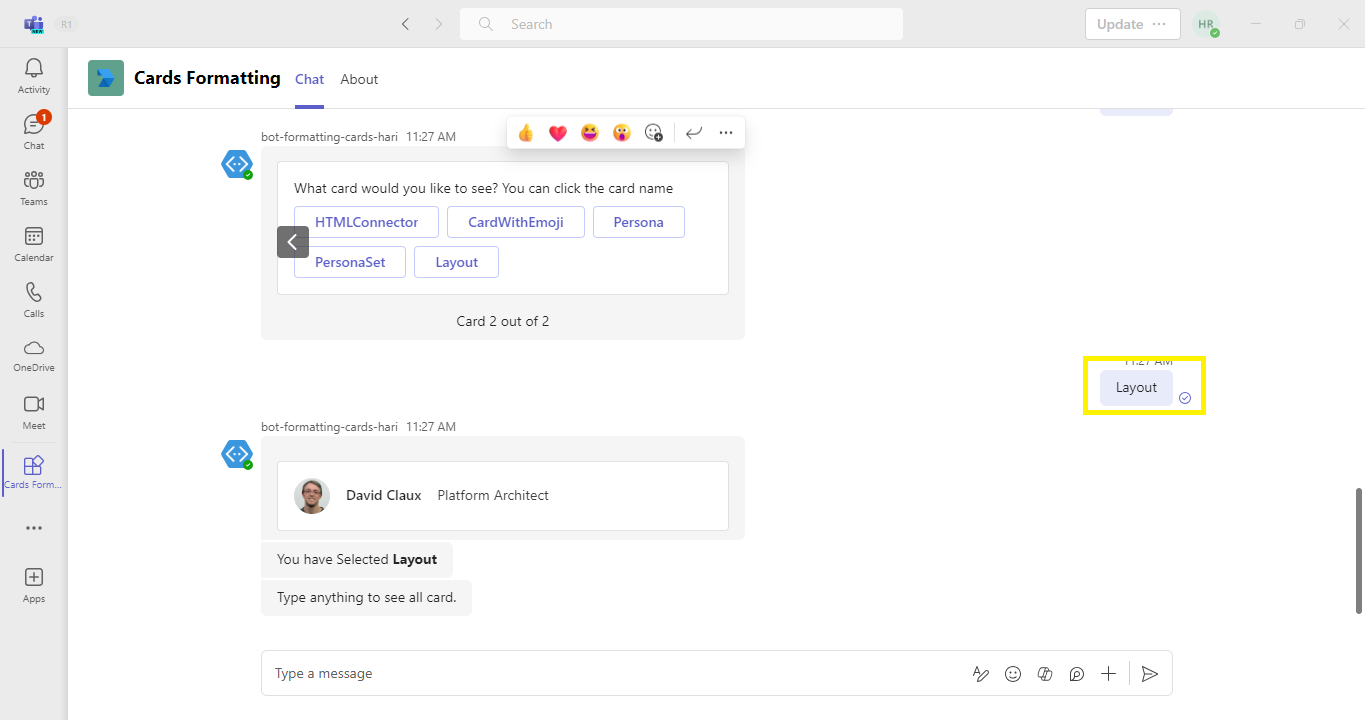 R1
Search
Update
HR
NEW
Activity
1
Chat
Teams
Calendar
Calls
OneDrive
Meet
Cards Form...
Apps
Cards Formatting Chat About
bot-formatting-cards-hari 11:27 AM
What card would you like to see? You can click the card name
HTMLConnector CardWithEmoji Persona
PersonaSet Layout
Card 2 out of 2
11:27 AM
Layout
bot-formatting-cards-hari 11:27 AM
David Claux Platform Architect
You have Selected Layout
Type anything to see all card.
Type a message